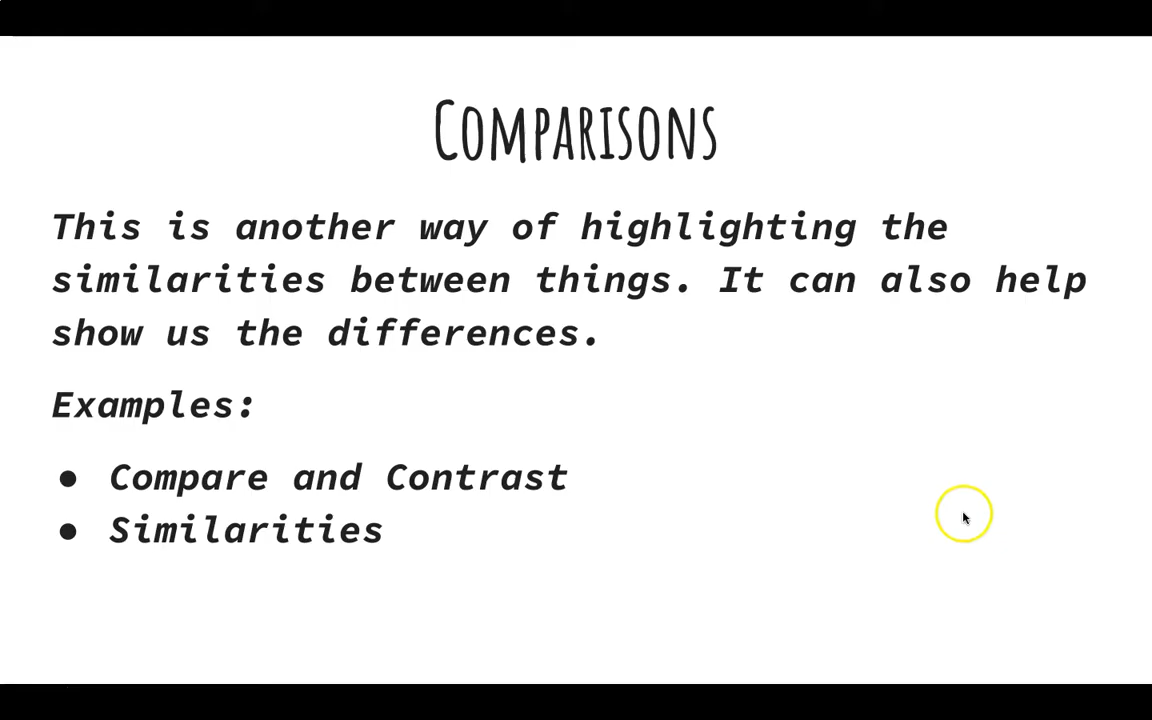 Comparisons
This is another way of highlighting the
similarities between things. It can also help
show us the differences.
Examples:
● Compare and Contrast
● Similarities